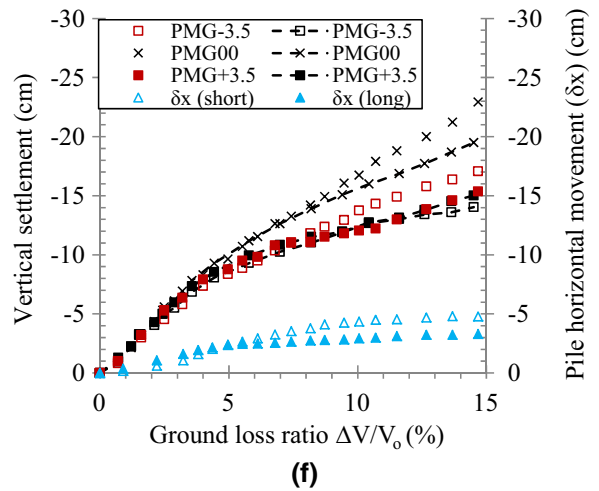 -30
-25
-20
-15
-10
-5
0
Vertical settlement (cm)
PMG-3.5 PMG-3.5
PMG00 PMG00
PMG+3.5 PMG+3.5
δx (short) δx (long)
-30
-25
-20
-15
-10
-5
0
Pile horizontal movement (δx) (cm)
0 5 10 15
Ground loss ratio ΔV/Vₒ (%)
(f)